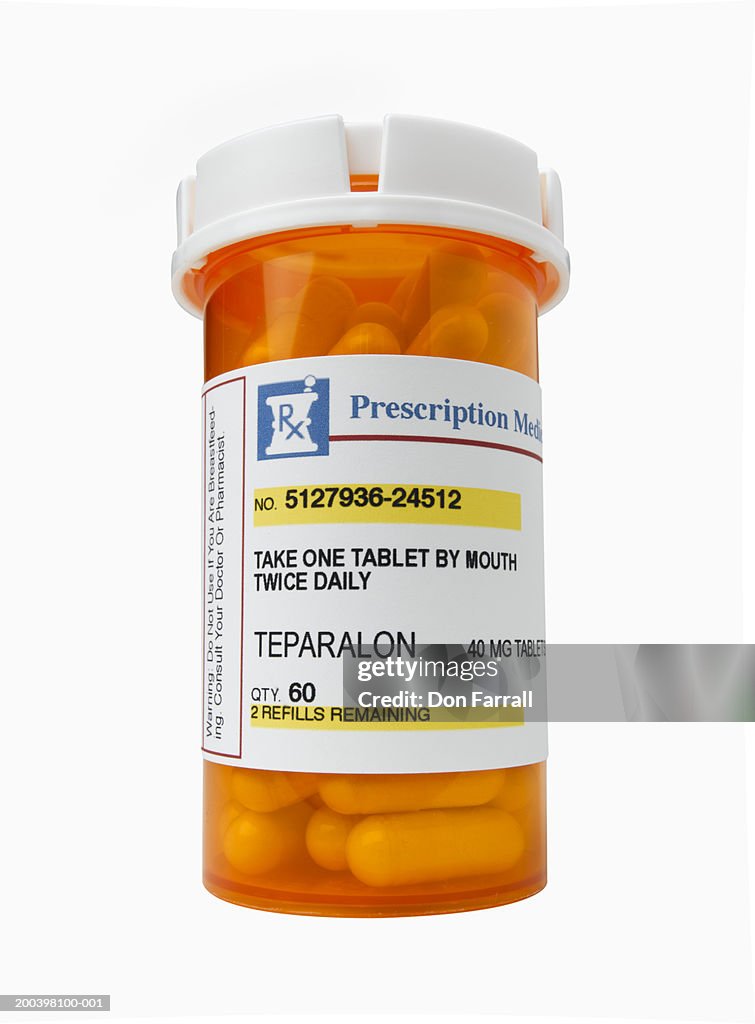 Rx
Prescription Medi
NO. 5127936-24512
TAKE ONE TABLET BY MOUTH
TWICE DAILY
TEPARALON 40 MG TABLETS
QTY. 60
2 REFILLS REMAINING
Warning: Do Not Use If You Are Breastfeed-
ing. Consult Your Doctor Or Pharmacist.
gettyimages®
Don Farrall
200398100-001